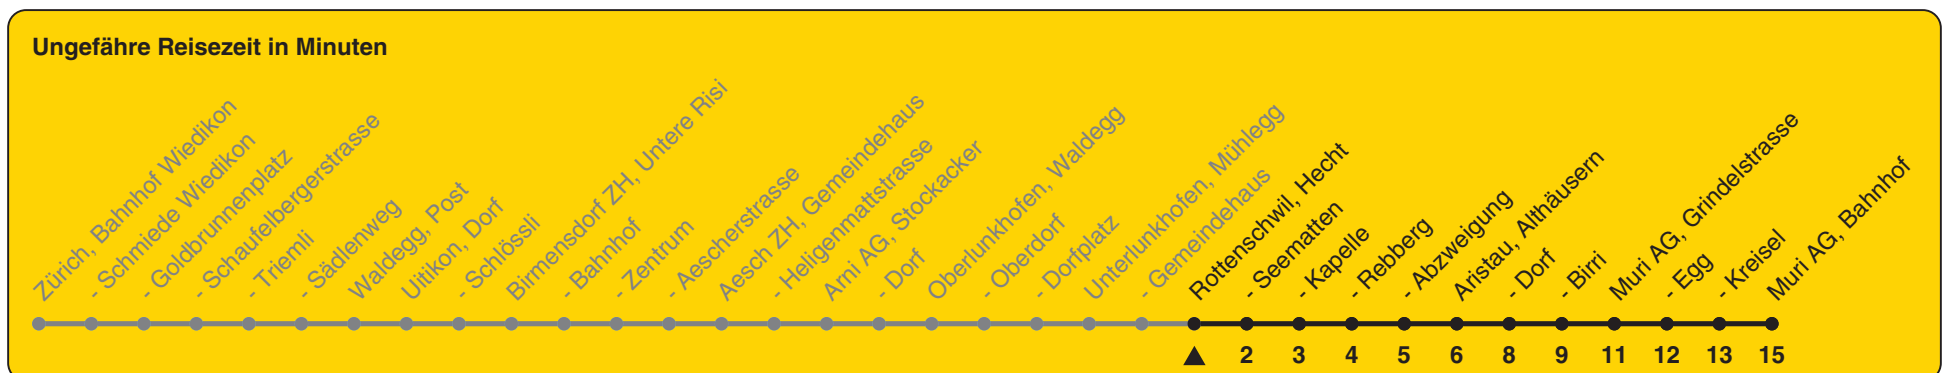 Ungefähre Reisezeit in Minuten
Zürich, Bahnhof Wiedikon
- Schmiede Wiedikon
- Goldbrunnenplatz
- Schaufelbergerstrasse
- Triemli
- Sädlenweg
Waldegg, Post
Uitikon, Dorf
- Schlössli
Birmensdorf ZH, Untere Risi
- Bahnhof
- Zentrum
- Aescherstrasse
Aesch ZH, Gemeindehaus
- Heligenmattstrasse
Arni AG, Stockacker
- Dorf
Oberlunkhofen, Waldegg
- Oberdorf
- Dorfplatz
Unterlunkhofen, Mühlegg
- Gemeindehaus
Rottenschwil, Hecht
- Seematten
- Kapelle
- Rebberg
- Abzweigung
Aristau, Althäusern
- Dorf
- Birri
Muri AG, Grindelstrasse
- Egg
- Kreisel
Muri AG, Bahnhof
2 3 4 5 6 8 9 11 12 13 15